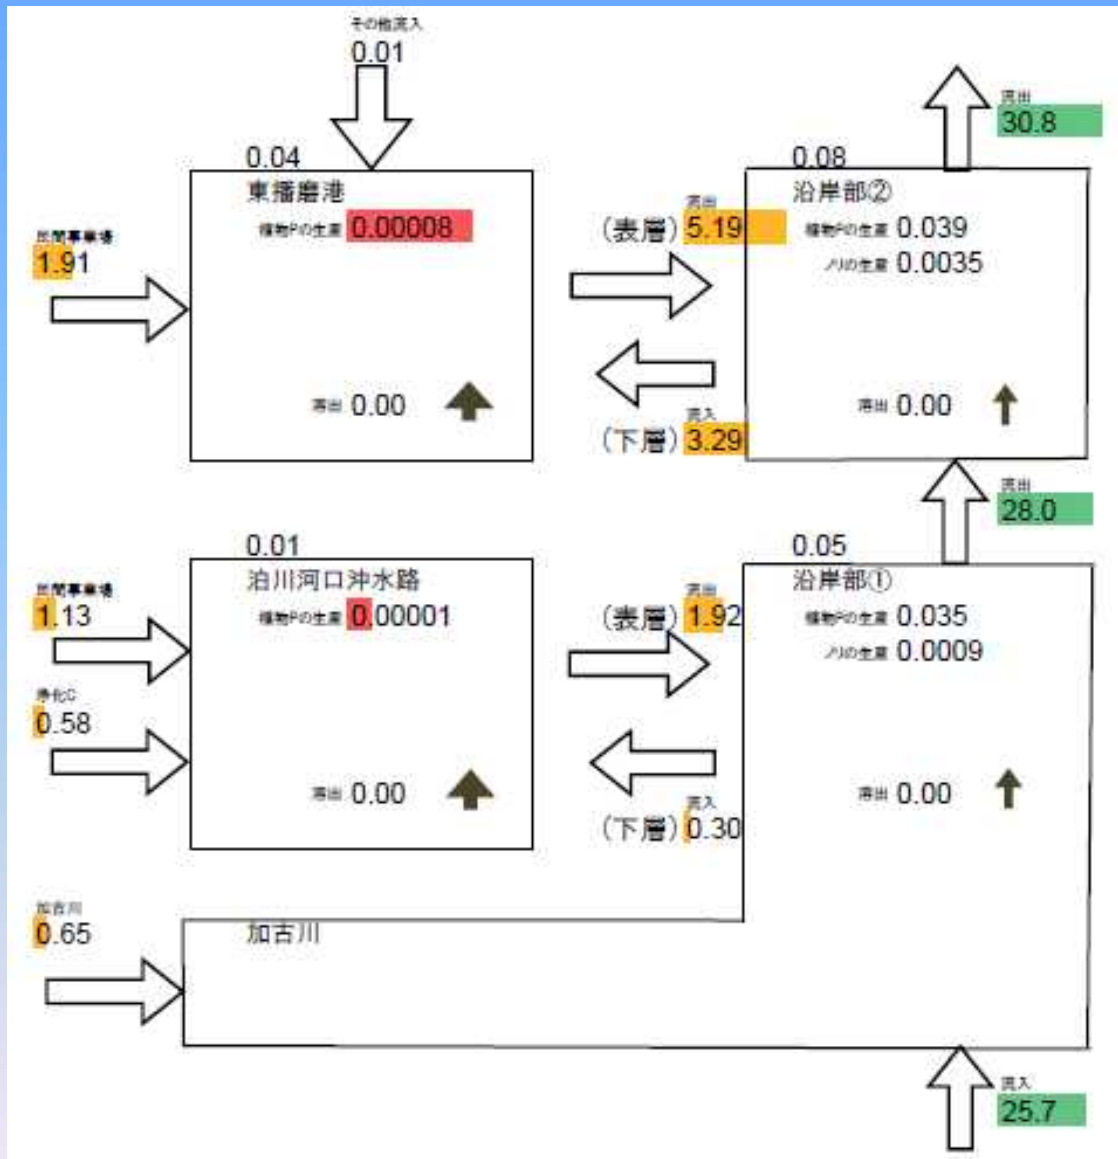 その他流入
0.01
流出
30.8
0.04
東播磨港
植物Pの生産 0.00008
民間事業場
1.91
溶出 0.00
流出
(表層) 5.19
流入
(下層) 3.29
0.08
沿岸部②
植物Pの生産 0.039
ノリの生産 0.0035
溶出 0.00
流出
28.0
0.01
泊川河口沖水路
植物Pの生産 0.00001
民間事業場
1.13
浄化C
0.58
溶出 0.00
流出
(表層) 1.92
流入
(下層) 0.30
0.05
沿岸部①
植物Pの生産 0.035
ノリの生産 0.0009
溶出 0.00
加古川
0.65
加古川
流入
25.7